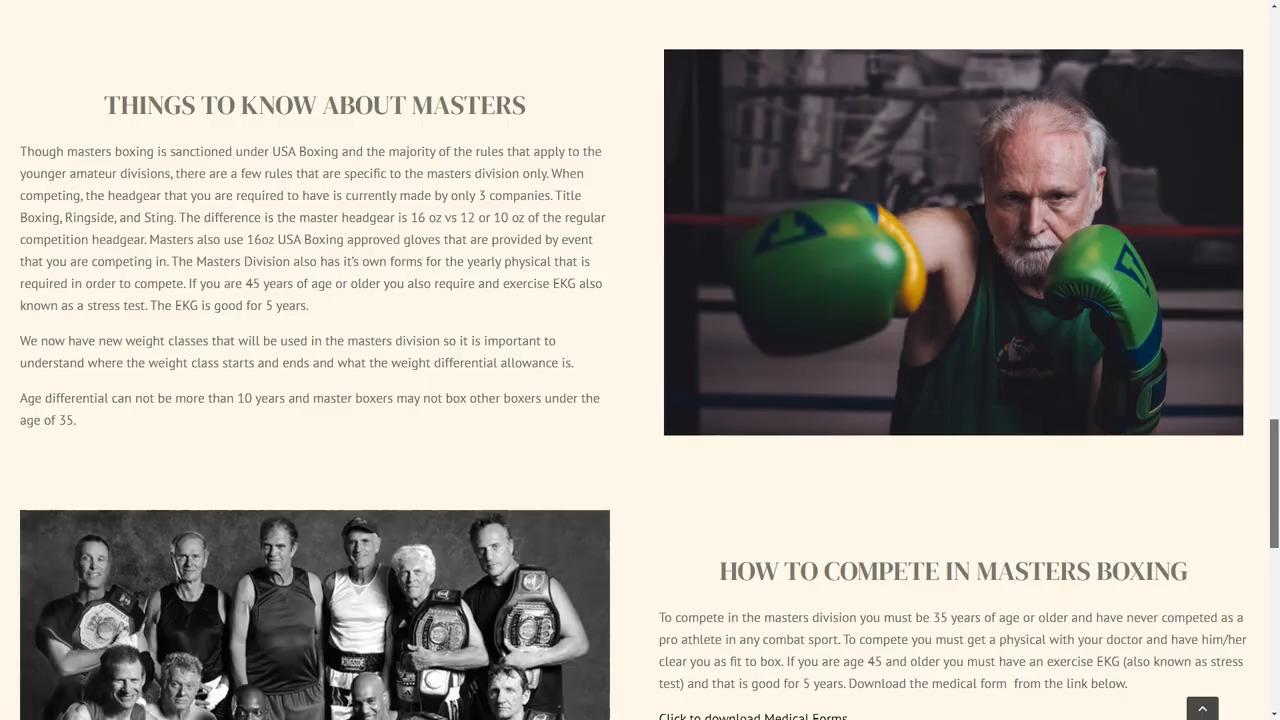 THINGS TO KNOW ABOUT MASTERS
Though masters boxing is sanctioned under USA Boxing and the majority of the rules that apply to the
younger amateur divisions, there are a few rules that are specific to the masters division only. When
competing, the headgear that you are required to have is currently made by only 3 companies. Title
Boxing, Ringside, and Sting. The difference is the master headgear is 16 oz vs 12 or 10 oz of the regular
competition headgear. Masters also use 16oz USA Boxing approved gloves that are provided by event
that you are competing in. The Masters Division also has it’s own forms for the yearly physical that is
required in order to compete. If you are 45 years of age or older you also require and exercise EKG also
known as a stress test. The EKG is good for 5 years.
We now have new weight classes that will be used in the masters division so it is important to
understand where the weight class starts and ends and what the weight differential allowance is.
Age differential can not be more than 10 years and master boxers may not box other boxers under the
age of 35.
RINGSIDE
HOW TO COMPETE IN MASTERS BOXING
To compete in the masters division you must be 35 years of age or older and have never competed as a
pro athlete in any combat sport. To compete you must get a physical with your doctor and have him/her
clear you as fit to box. If you are age 45 and older you must have an exercise EKG (also known as stress
test) and that is good for 5 years. Download the medical form  from the link below.
Click to download Medical Forms